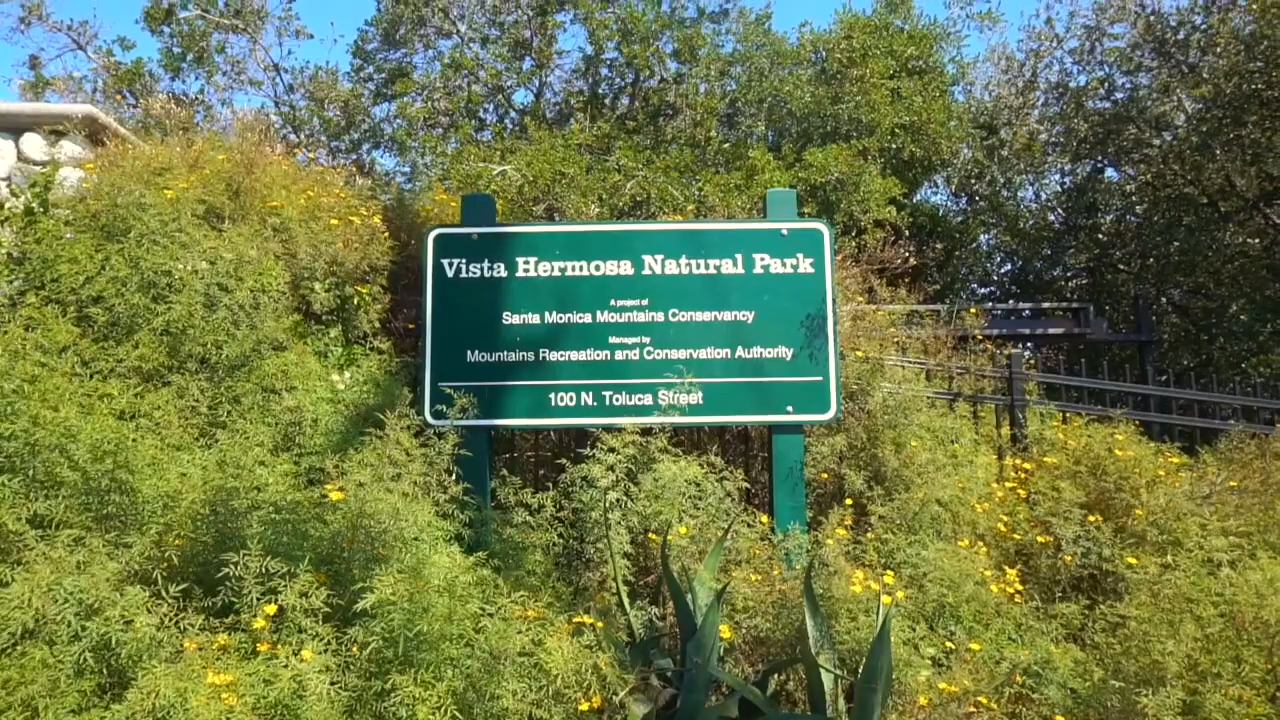 Vista Hermosa Natural Park
A project of
Santa Monica Mountains Conservancy
Managed by
Mountains Recreation and Conservation Authority
100 N. Toluca Street